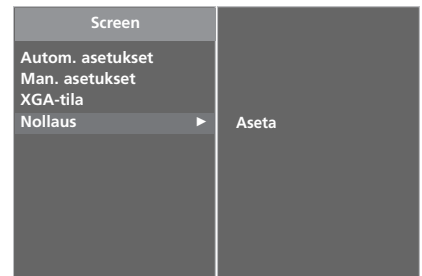 Screen
Autom. asetukset
Man. asetukset
XGA-tila
Nollaus ►
Aseta